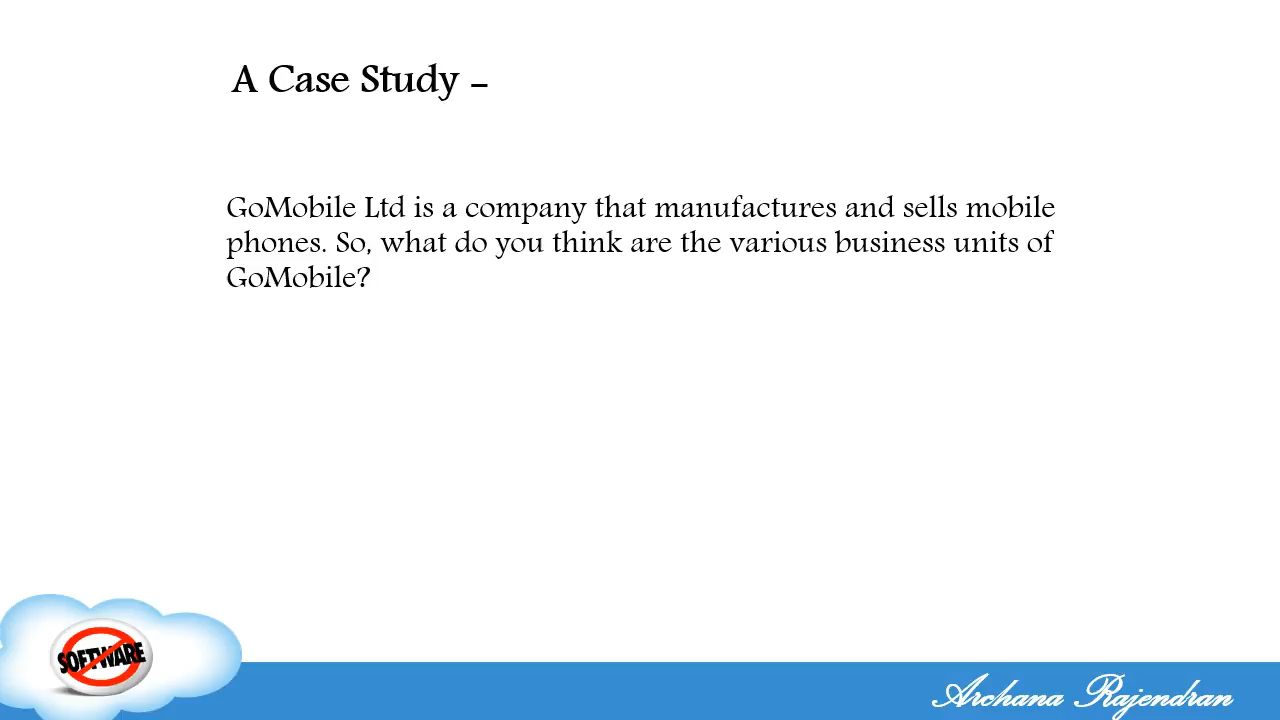 A Case Study –
GoMobile Ltd is a company that manufactures and sells mobile
phones. So, what do you think are the various business units of
GoMobile?
SOFTWARE
Archana Rajendran